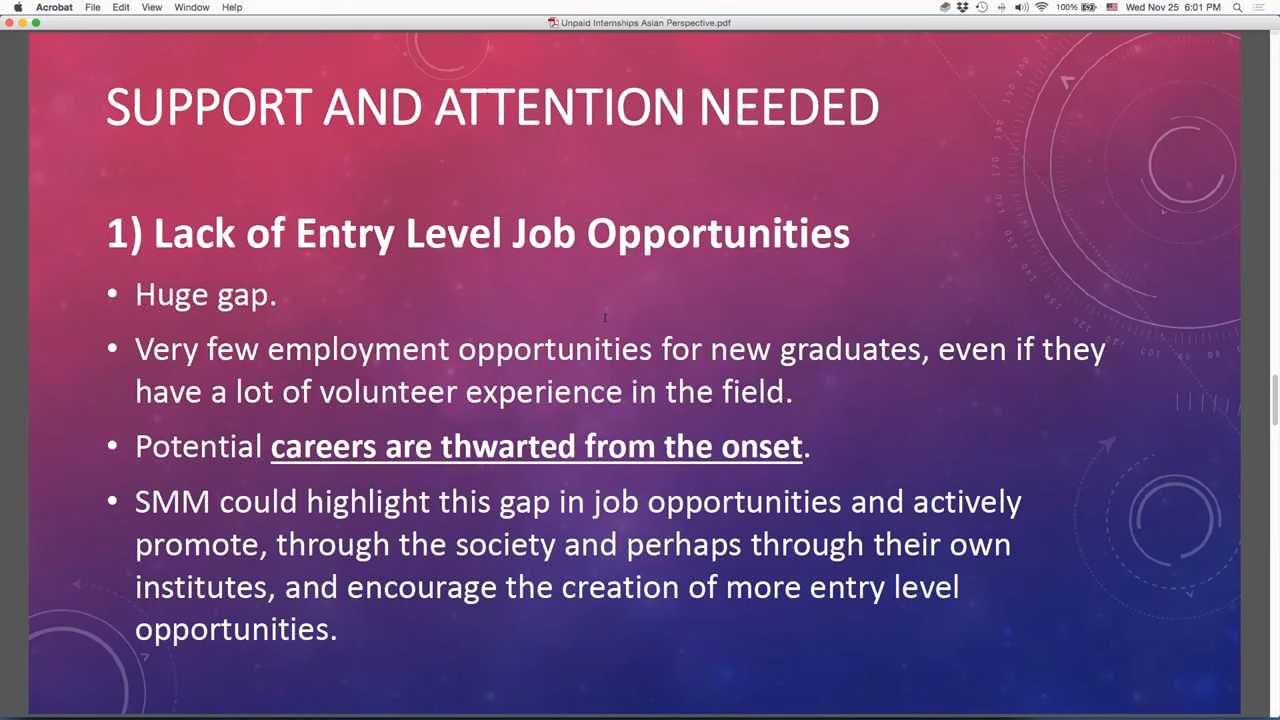 Acrobat File Edit View Window Help 100% Wed Nov 25 6:01 PM
Unpaid Internships Asian Perspective.pdf
SUPPORT AND ATTENTION NEEDED
1) Lack of Entry Level Job Opportunities
• Huge gap.
• Very few employment opportunities for new graduates, even if they
have a lot of volunteer experience in the field.
• Potential careers are thwarted from the onset.
• SMM could highlight this gap in job opportunities and actively
promote, through the society and perhaps through their own
institutes, and encourage the creation of more entry level
opportunities.